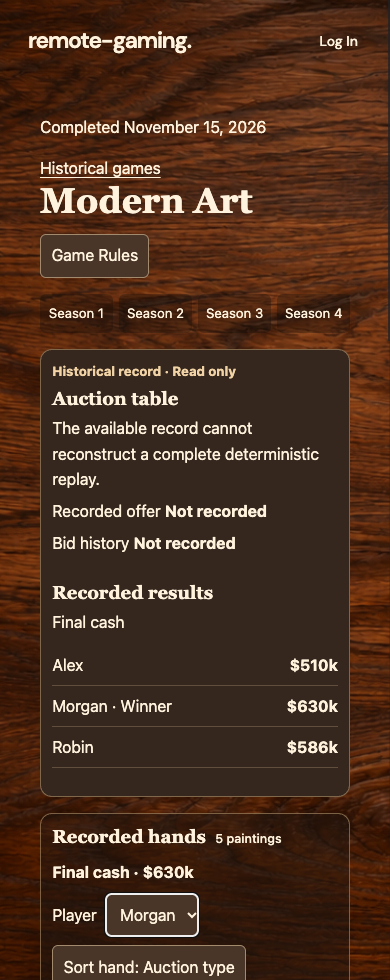 remote-gaming.
Log In
Completed November 15, 2026
Historical games
Modern Art
Game Rules
Season 1 Season 2 Season 3 Season 4
Historical record · Read only
Auction table
The available record cannot
reconstruct a complete deterministic
replay.
Recorded offer Not recorded
Bid history Not recorded
Recorded results
Final cash
Alex $510k
Morgan · Winner $630k
Robin $586k
Recorded hands 5 paintings
Final cash · $630k
Player Morgan
Sort hand: Auction type